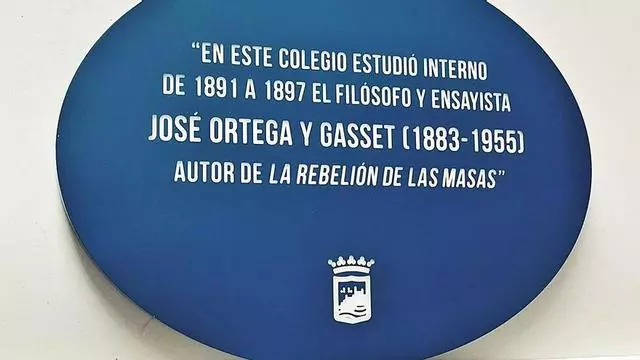 “EN ESTE COLEGIO ESTUDIÓ INTERNO
DE 1891 A 1897 EL FILÓSOFO Y ENSAYISTA
JOSÉ ORTEGA Y GASSET (1883-1955)
AUTOR DE LA REBELIÓN DE LAS MASAS”